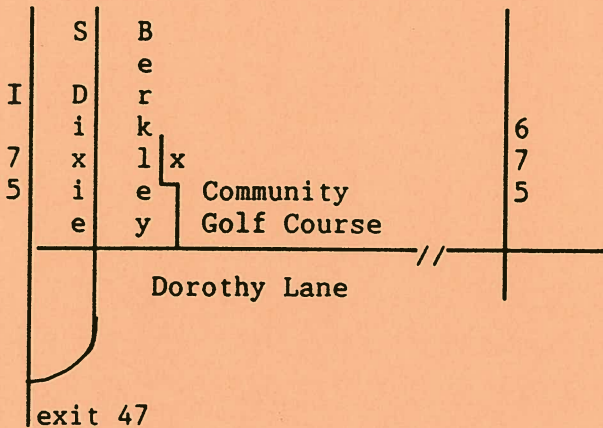 I 75
S Dixie
Berkley
x
Community
Golf Course
675
Dorothy Lane
exit 47